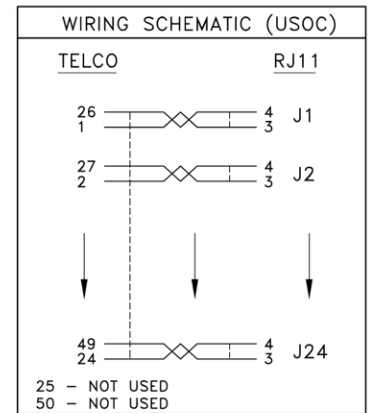 WIRING SCHEMATIC (USOC)
TELCO RJ11
26 4 J1
1 3
27 4 J2
2 3
49 4 J24
24 3
25 – NOT USED
50 – NOT USED